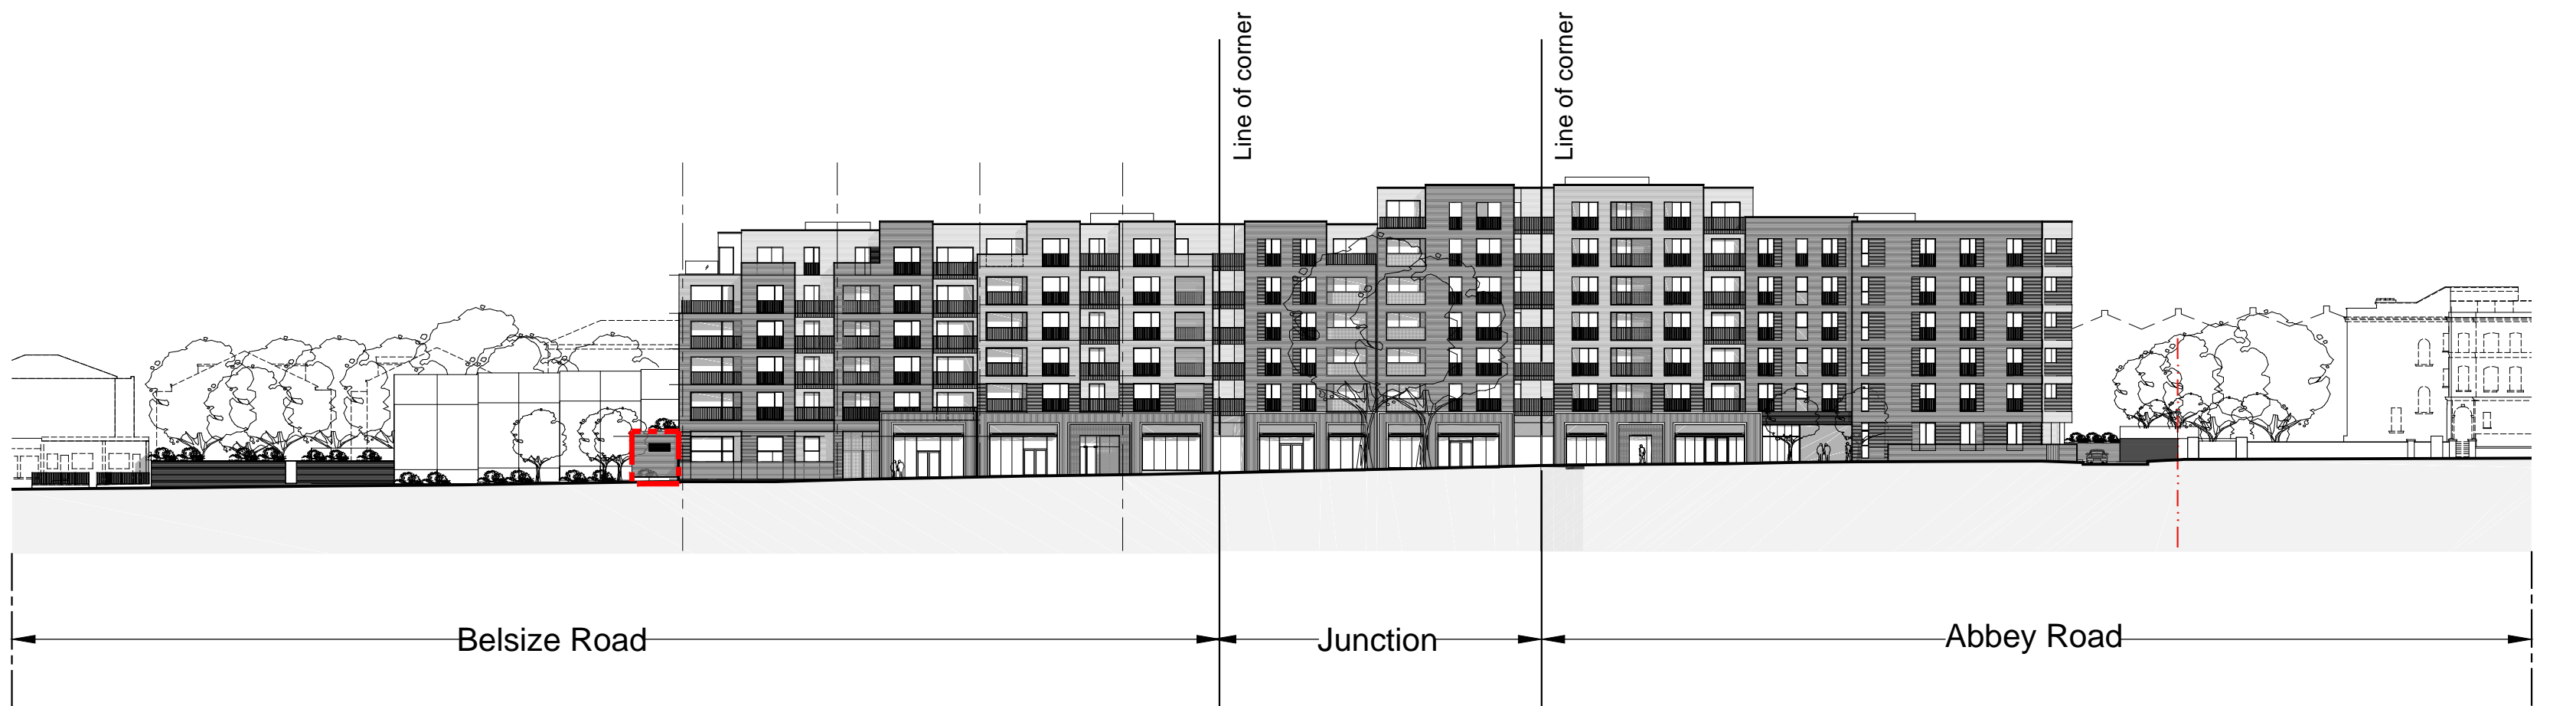 Line of corner
Line of corner
Belsize Road
Junction
Abbey Road